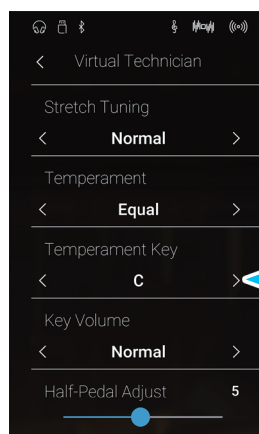 Virtual Technician
Stretch Tuning
Normal
Temperament
Equal
Temperament Key
C
Key Volume
Normal
Half-Pedal Adjust 5